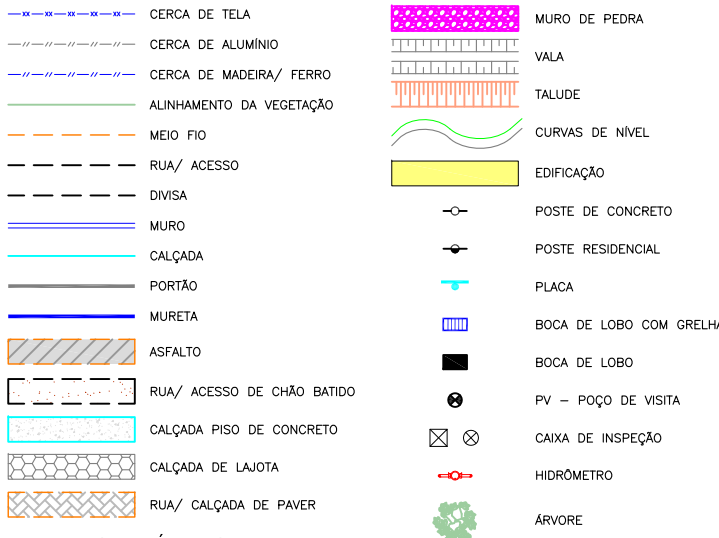 CERCA DE TELA
CERCA DE ALUMÍNIO
CERCA DE MADEIRA/ FERRO
ALINHAMENTO DA VEGETAÇÃO
MEIO FIO
RUA/ ACESSO
DIVISA
MURO
CALÇADA
PORTÃO
MURETA
ASFALTO
RUA/ ACESSO DE CHÃO BATIDO
CALÇADA PISO DE CONCRETO
CALÇADA DE LAJOTA
RUA/ CALÇADA DE PAVER
MURO DE PEDRA
VALA
TALUDE
CURVAS DE NÍVEL
EDIFICAÇÃO
POSTE DE CONCRETO
POSTE RESIDENCIAL
PLACA
BOCA DE LOBO COM GRELHA
BOCA DE LOBO
PV – POÇO DE VISITA
CAIXA DE INSPEÇÃO
HIDRÔMETRO
ÁRVORE